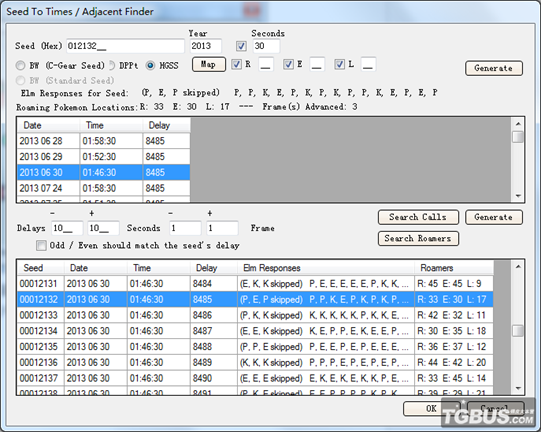 Seed To Times / Adjacent Finder
Year Seconds
Seed (Hex) 012132__ 2013 30
BW (C-Gear Seed) DPPt HGSS Map R __ E __ L __ Generate
BW (Standard Seed)
Elm Responses for Seed: (P, E, P skipped) P, P, K, E, P, K, P, K, P, P, K, E, P, E, P
Roaming Pokemon Locations: R: 33 E: 30 L: 17 --- Frame(s) Advanced: 3
Date Time Delay
2013 06 28 01:58:30 8485
2013 06 29 01:52:30 8485
2013 06 30 01:46:30 8485
2013 07 24 01:58:30 8485
- + - + Search Calls Generate
Delays 10__ 10__ Seconds 1 1 Frame
Search Roamers
Odd / Even should match the seed's delay
Seed Date Time Delay Elm Responses Roamers
00012131 2013 06 30 01:46:30 8484 (E, K, K skipped) P, E, E, E, E, E, P, K, K, ... R: 45 E: 45 L: 9
00012132 2013 06 30 01:46:30 8485 (P, E, P skipped) P, P, K, E, P, K, P, K, P, ... R: 33 E: 30 L: 17
00012133 2013 06 30 01:46:30 8486 (K, P, K skipped) K, K, K, E, P, P, P, E, ... R: 42 E: 32 L: 11
00012134 2013 06 30 01:46:30 8487 R: 30 E: 35 L: 18
00012135 2013 06 30 01:46:30 8488 R: 36 E: 37 L: 12
00012136 2013 06 30 01:46:30 8489 (K, K, K skipped) R: 44 E: 42 L: 20
00012137 2013 06 30 01:46:30 8490 R: 33 E: 45 L: 14
00012138 2013 06 30 01:46:30 8491 R: 39 E: 29 L: 21
OK Cancel
TGBUS.COM